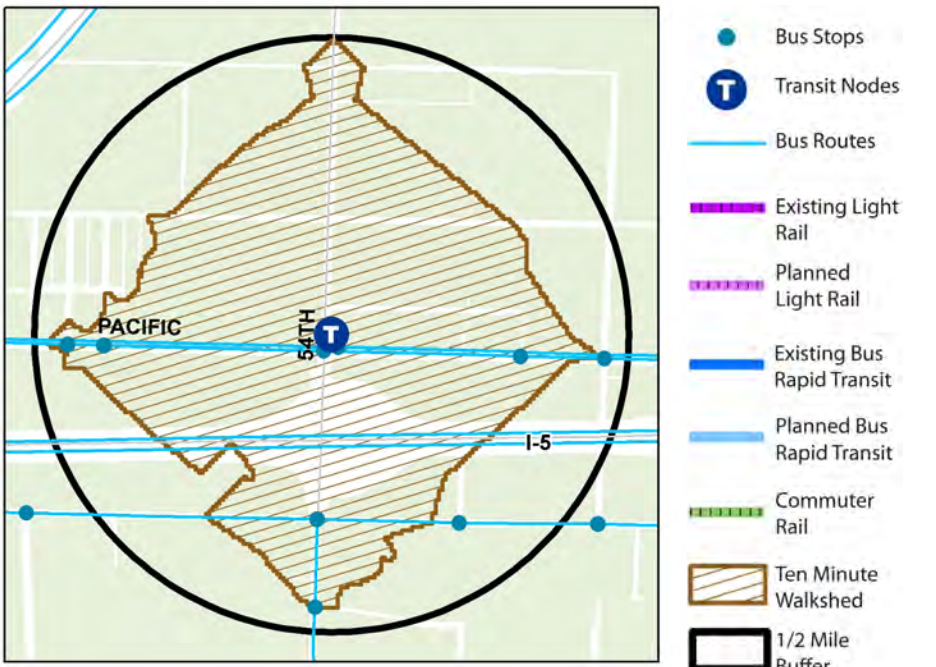 PACIFIC
54TH
T
I-5
Bus Stops
T
Transit Nodes
Bus Routes
Existing Light
Rail
Planned
Light Rail
Existing Bus
Rapid Transit
Planned Bus
Rapid Transit
Commuter
Rail
Ten Minute
Walkshed
1/2 Mile
Buffer